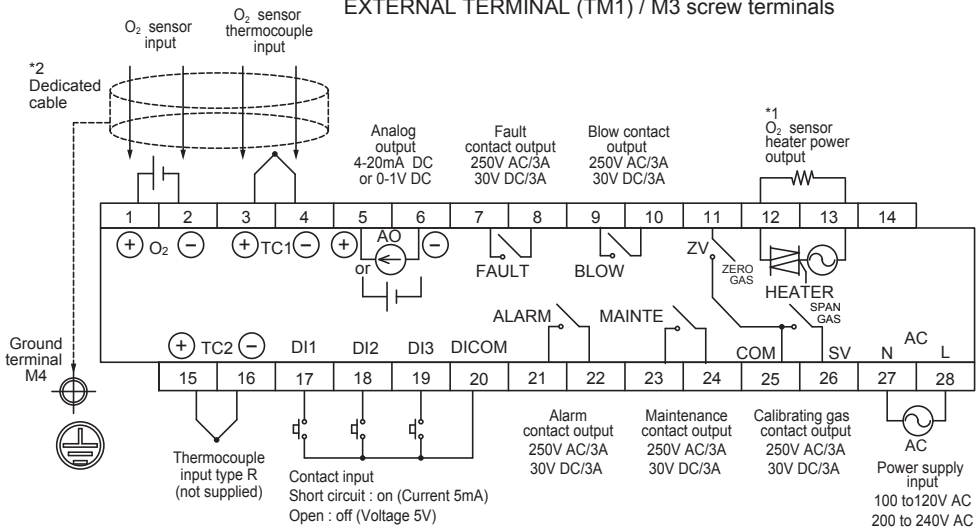 EXTERNAL TERMINAL (TM1) / M3 screw terminals
O2 sensor
input
O2 sensor
thermocouple
input
*2
Dedicated
cable
Analog
output
4-20mA DC
or 0-1V DC
Fault
contact output
250V AC/3A
30V DC/3A
Blow contact
output
250V AC/3A
30V DC/3A
*1
O2 sensor
heater power
output
1 2 3 4 5 6 7 8 9 10 11 12 13 14
+ O2 − + TC1 − + AO −
or
FAULT
BLOW
ZV
ZERO
GAS
HEATER
SPAN
GAS
ALARM
MAINTE
+ TC2 − DI1 DI2 DI3 DICOM
COM SV N AC L
15 16 17 18 19 20 21 22 23 24 25 26 27 28
Ground
terminal
M4
Thermocouple
input type R
(not supplied)
Contact input
Short circuit : on (Current 5mA)
Open : off (Voltage 5V)
Alarm
contact output
250V AC/3A
30V DC/3A
Maintenance
contact output
250V AC/3A
30V DC/3A
Calibrating gas
contact output
250V AC/3A
30V DC/3A
AC
Power supply
input
100 to120V AC
200 to 240V AC